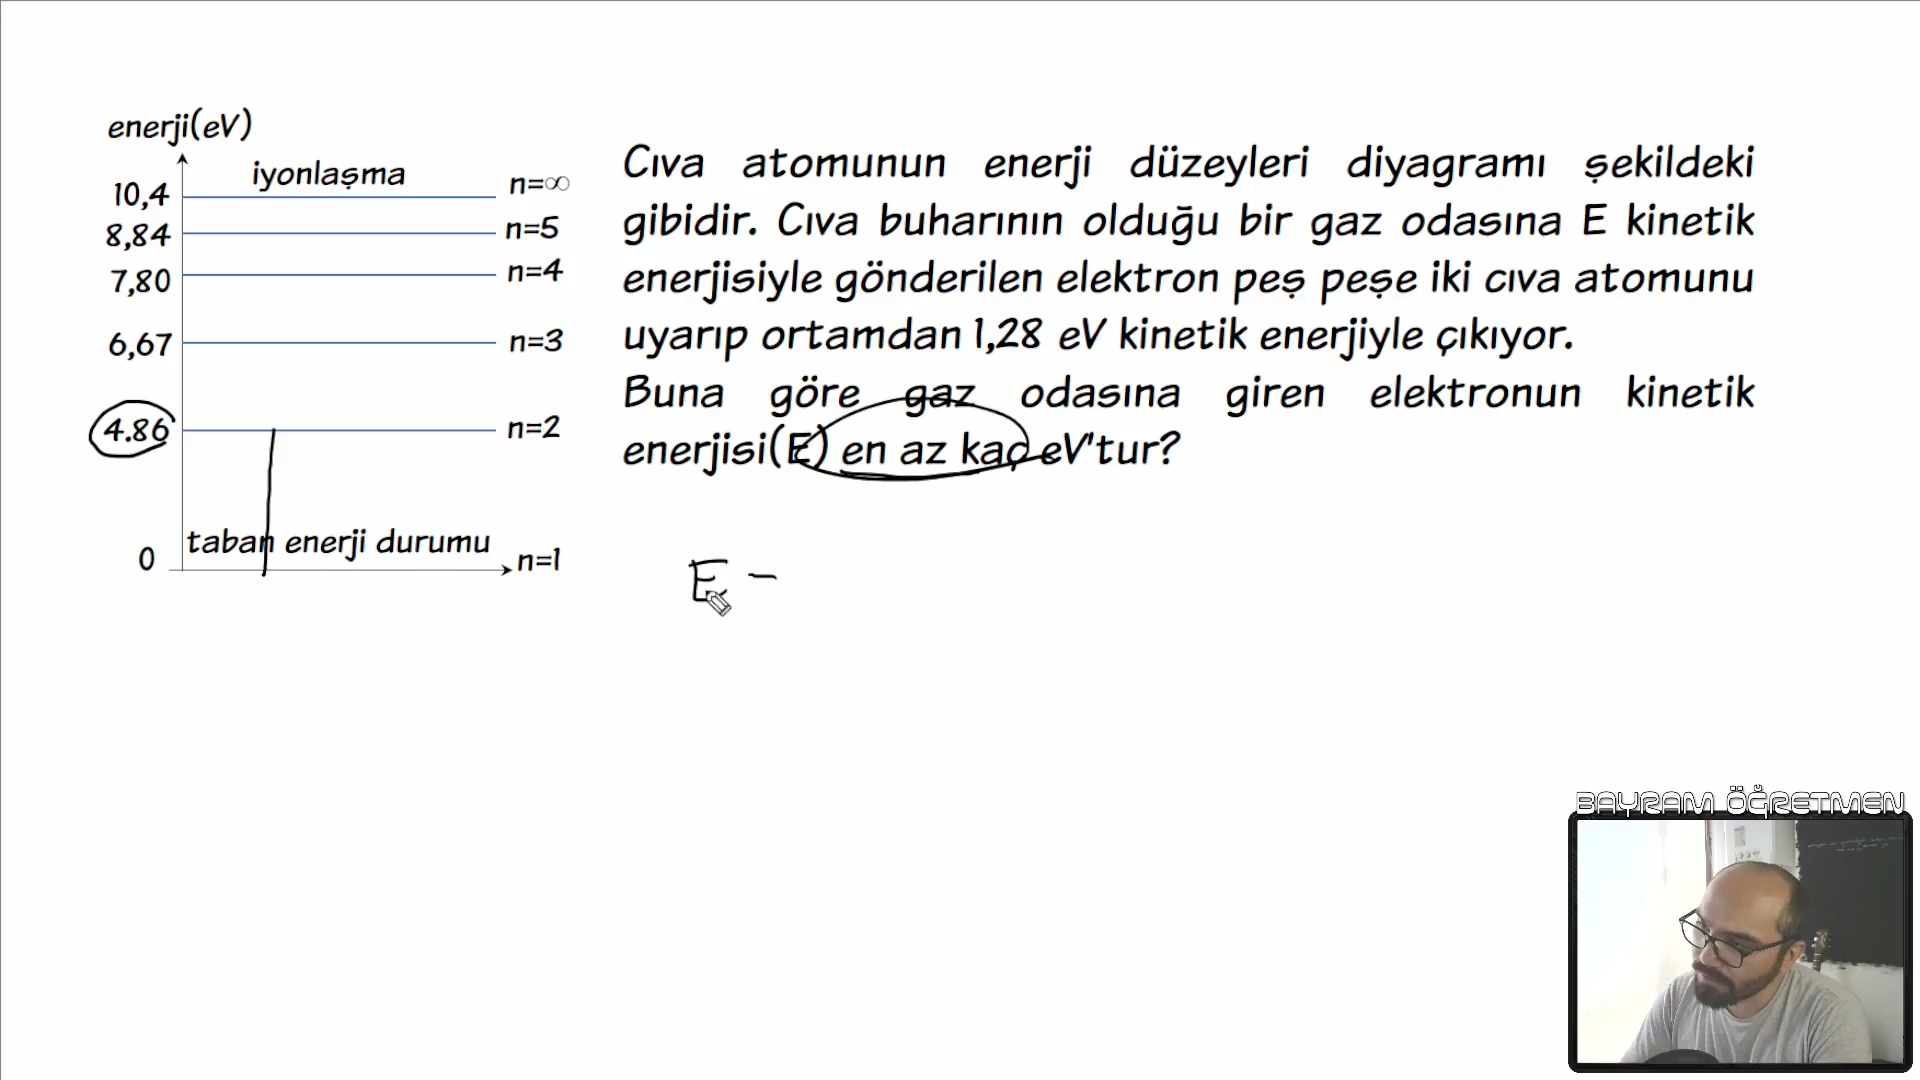 enerji(eV)
iyonlaşma
10,4
n=∞
8,84
n=5
7,80
n=4
6,67
n=3
4.86
n=2
taban enerji durumu
0
n=1
Cıva atomunun enerji düzeyleri diyagramı şekildeki
gibidir. Cıva buharının olduğu bir gaz odasına E kinetik
enerjisiyle gönderilen elektron peş peşe iki cıva atomunu
uyarıp ortamdan 1,28 eV kinetik enerjiyle çıkıyor.
Buna göre gaz odasına giren elektronun kinetik
enerjisi(E) en az kaç eV'tur?
E -
BAYRAM ÖĞRETMEN